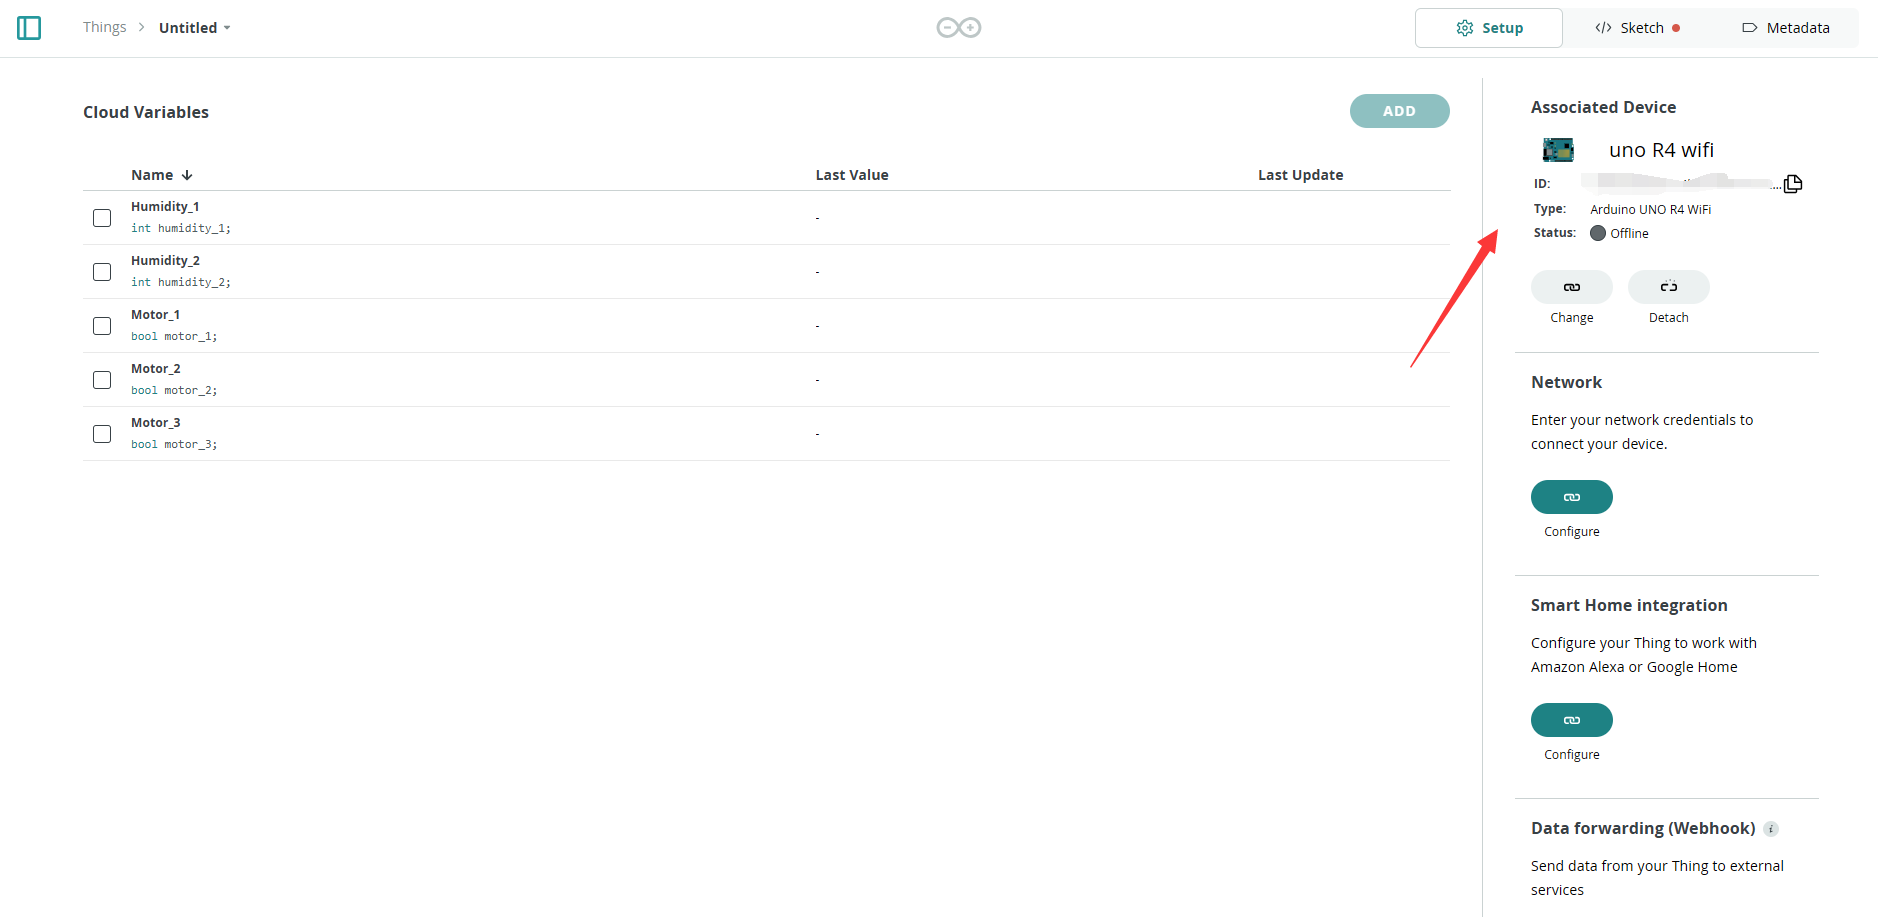 Things > Untitled
Setup
</> Sketch
Metadata
Cloud Variables
ADD
Name ↓ Last Value Last Update
Humidity_1
int humidity_1;
-
Humidity_2
int humidity_2;
-
Motor_1
bool motor_1;
-
Motor_2
bool motor_2;
-
Motor_3
bool motor_3;
-
Associated Device
uno R4 wifi
ID: ...
Type: Arduino UNO R4 WiFi
Status: Offline
Change Detach
Network
Enter your network credentials to
connect your device.
Configure
Smart Home integration
Configure your Thing to work with
Amazon Alexa or Google Home
Configure
Data forwarding (Webhook) i
Send data from your Thing to external
services